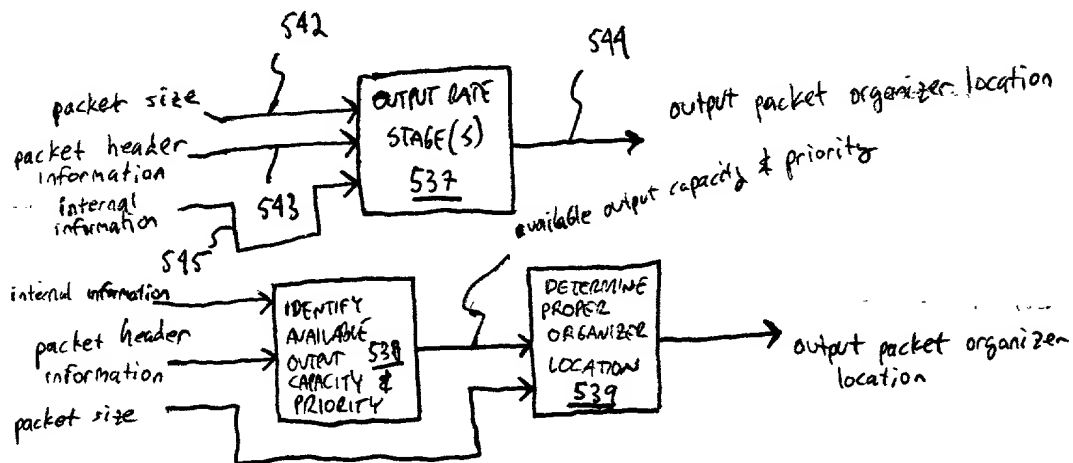 542
544
packet size
OUTPUT RATE
STAGE(S)
537
output packet organizer location
packet header
information
543
internal
information
545
available output capacity & priority
internal information
IDENTIFY
AVAILABLE
OUTPUT 538
CAPACITY &
PRIORITY
DETERMINE
PROPER
ORGANIZER
LOCATION
539
packet header
information
output packet organizer
location
packet size